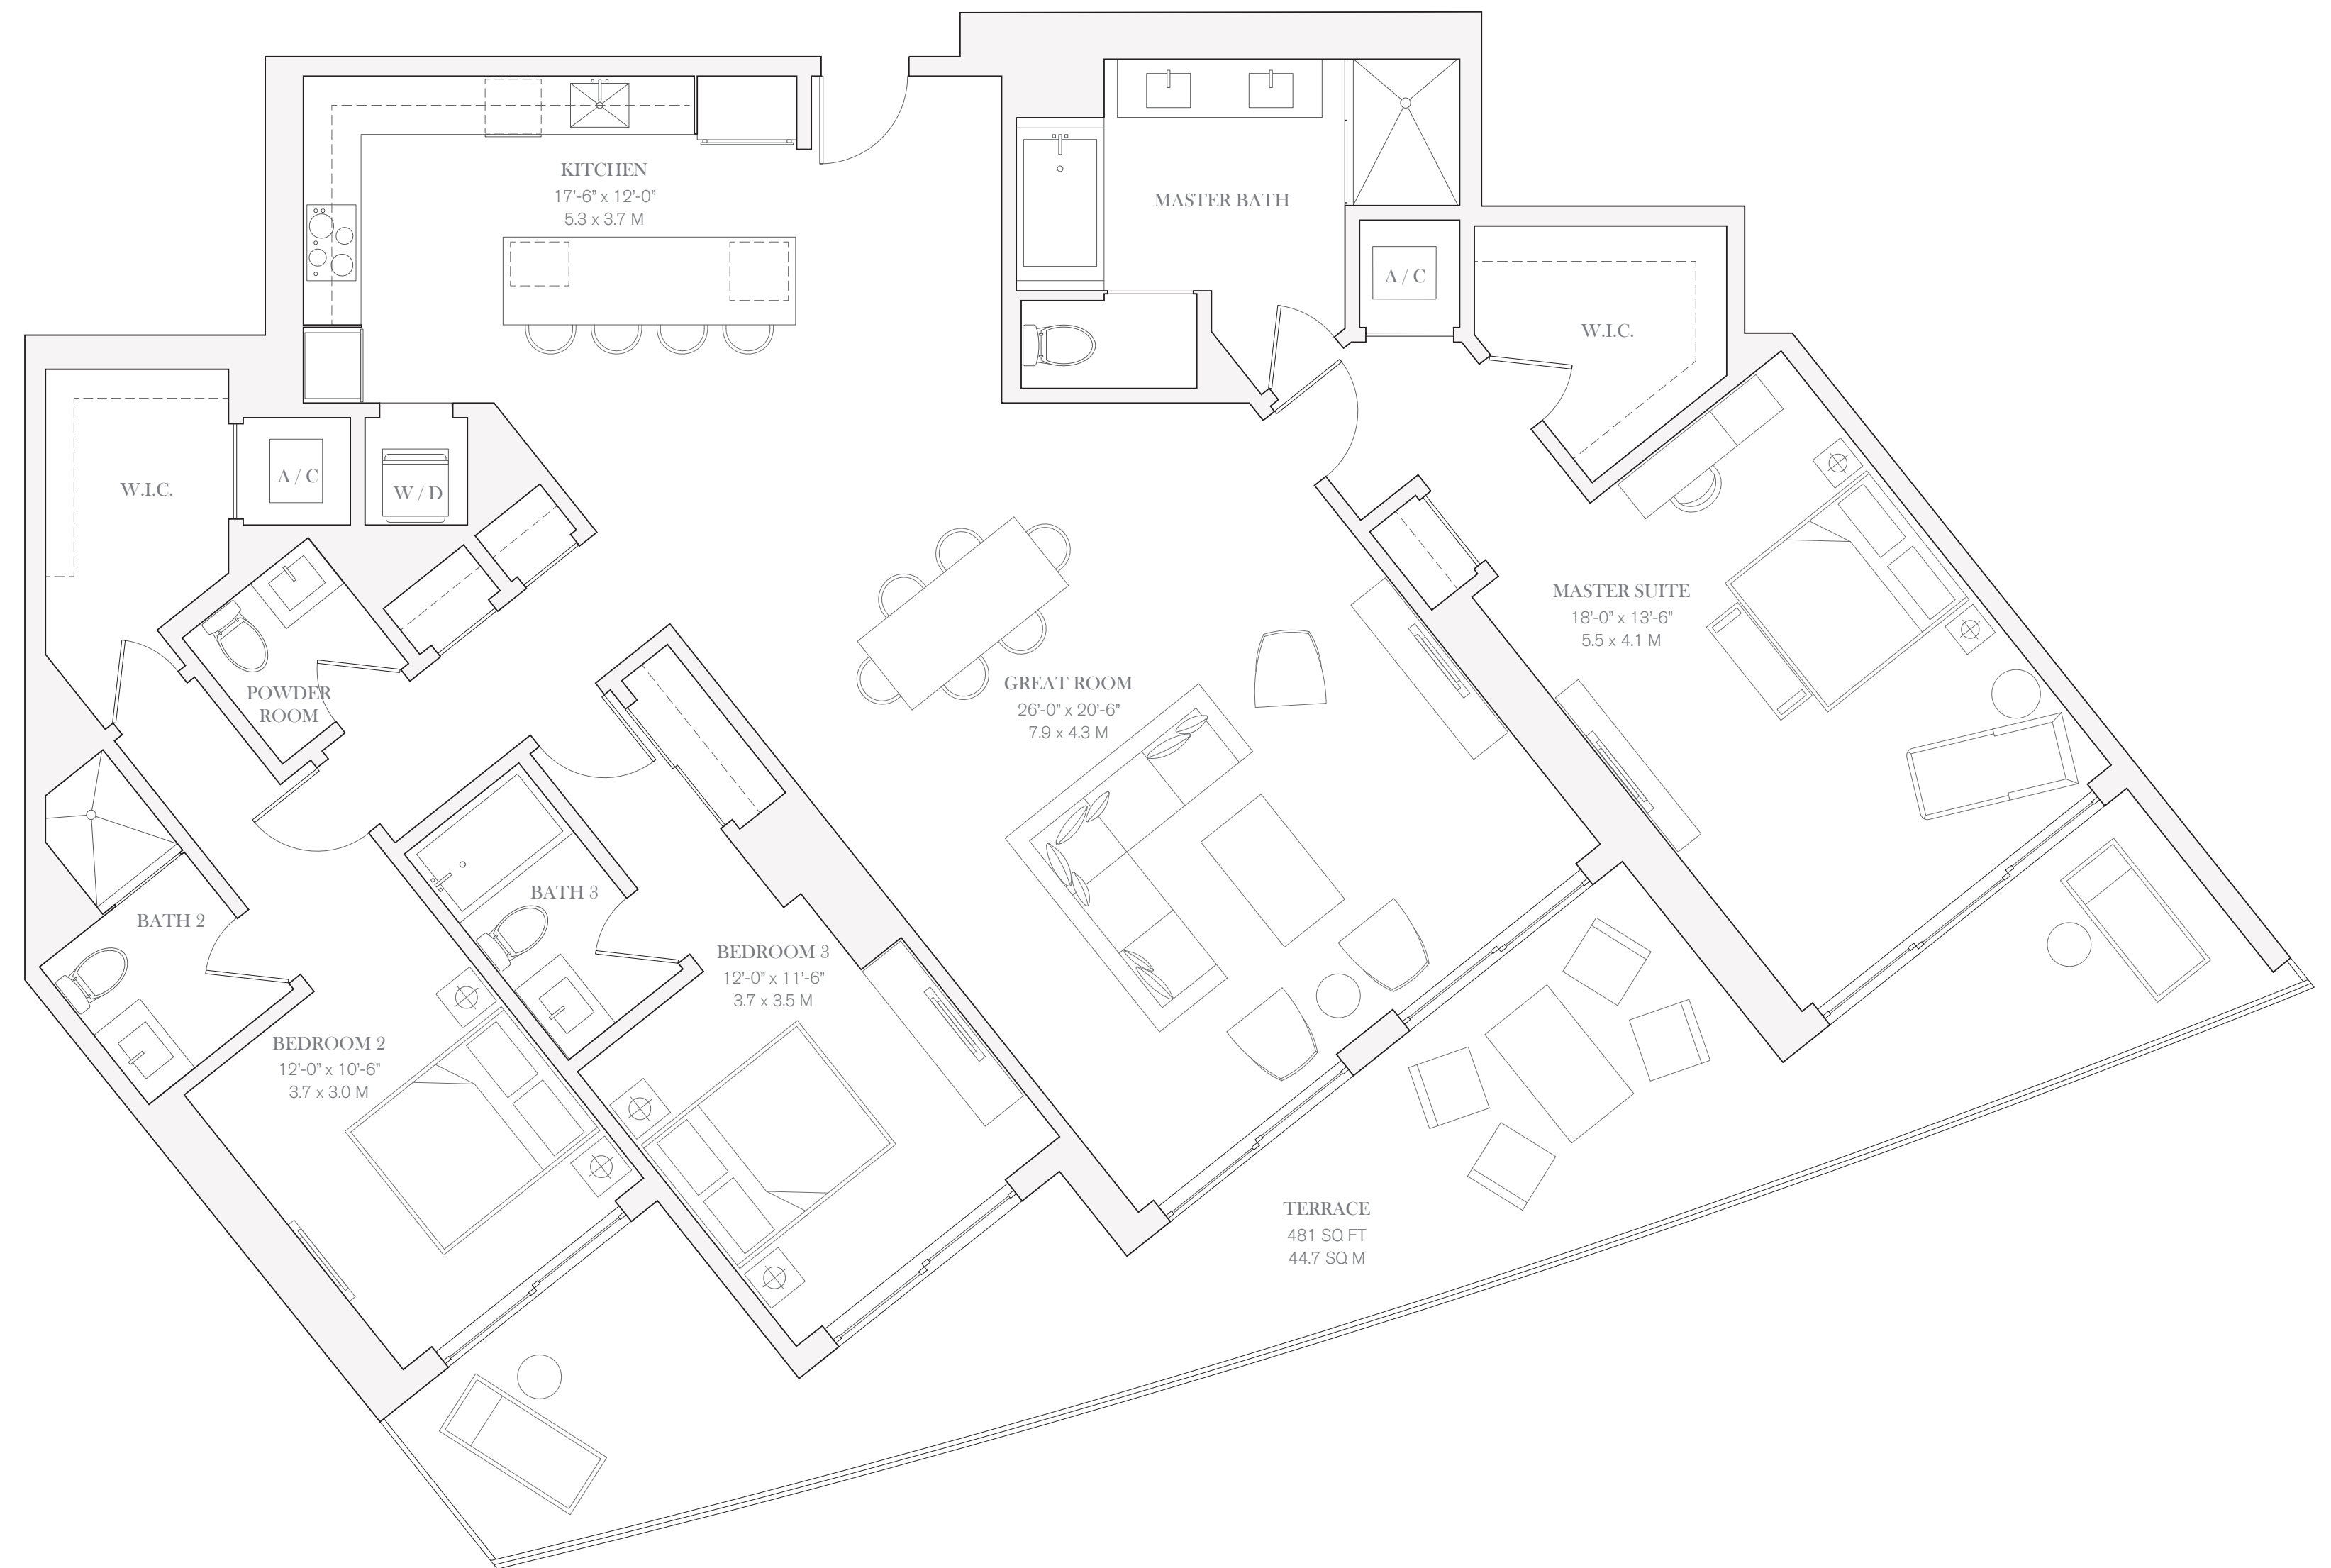 KITCHEN
17'-6" x 12'-0"
5.3 x 3.7 M
MASTER BATH
A / C
W.I.C.
W.I.C.
A / C
W / D
MASTER SUITE
18'-0" x 13'-6"
5.5 x 4.1 M
POWDER
ROOM
GREAT ROOM
26'-0" x 20'-6"
7.9 x 4.3 M
BATH 2
BATH 3
BEDROOM 3
12'-0" x 11'-6"
3.7 x 3.5 M
BEDROOM 2
12'-0" x 10'-6"
3.7 x 3.0 M
TERRACE
481 SQ FT
44.7 SQ M